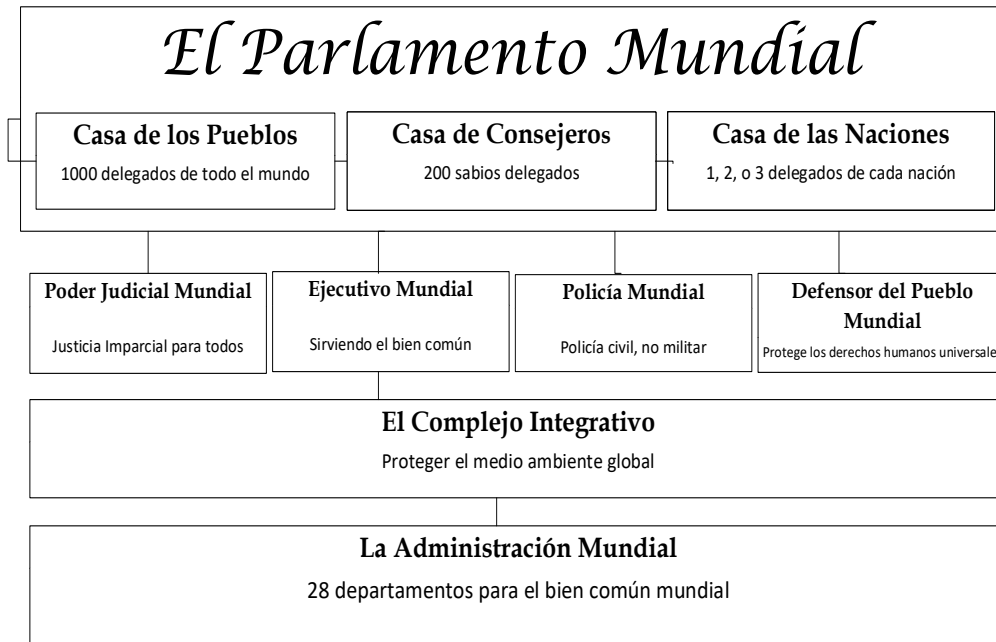 El Parlamento Mundial
Casa de los Pueblos
1000 delegados de todo el mundo
Casa de Consejeros
200 sabios delegados
Casa de las Naciones
1, 2, o 3 delegados de cada nación
Poder Judicial Mundial
Justicia Imparcial para todos
Ejecutivo Mundial
Sirviendo el bien común
Policía Mundial
Policía civil, no militar
Defensor del Pueblo
Mundial
Protege los derechos humanos universale
El Complejo Integrativo
Proteger el medio ambiente global
La Administración Mundial
28 departamentos para el bien común mundial